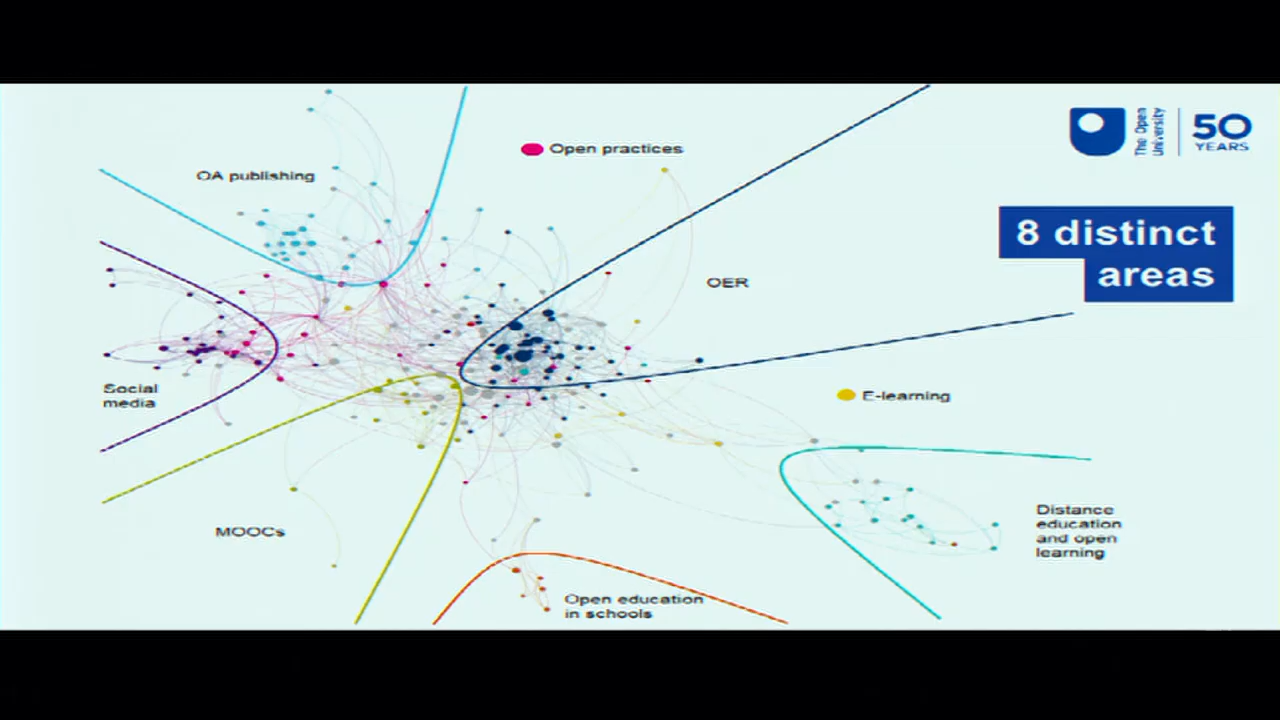 OA publishing
Open practices
The Open
University
50
YEARS
8 distinct
areas
OER
Social
media
E-learning
MOOCs
Distance
education
and open
learning
Open education
in schools